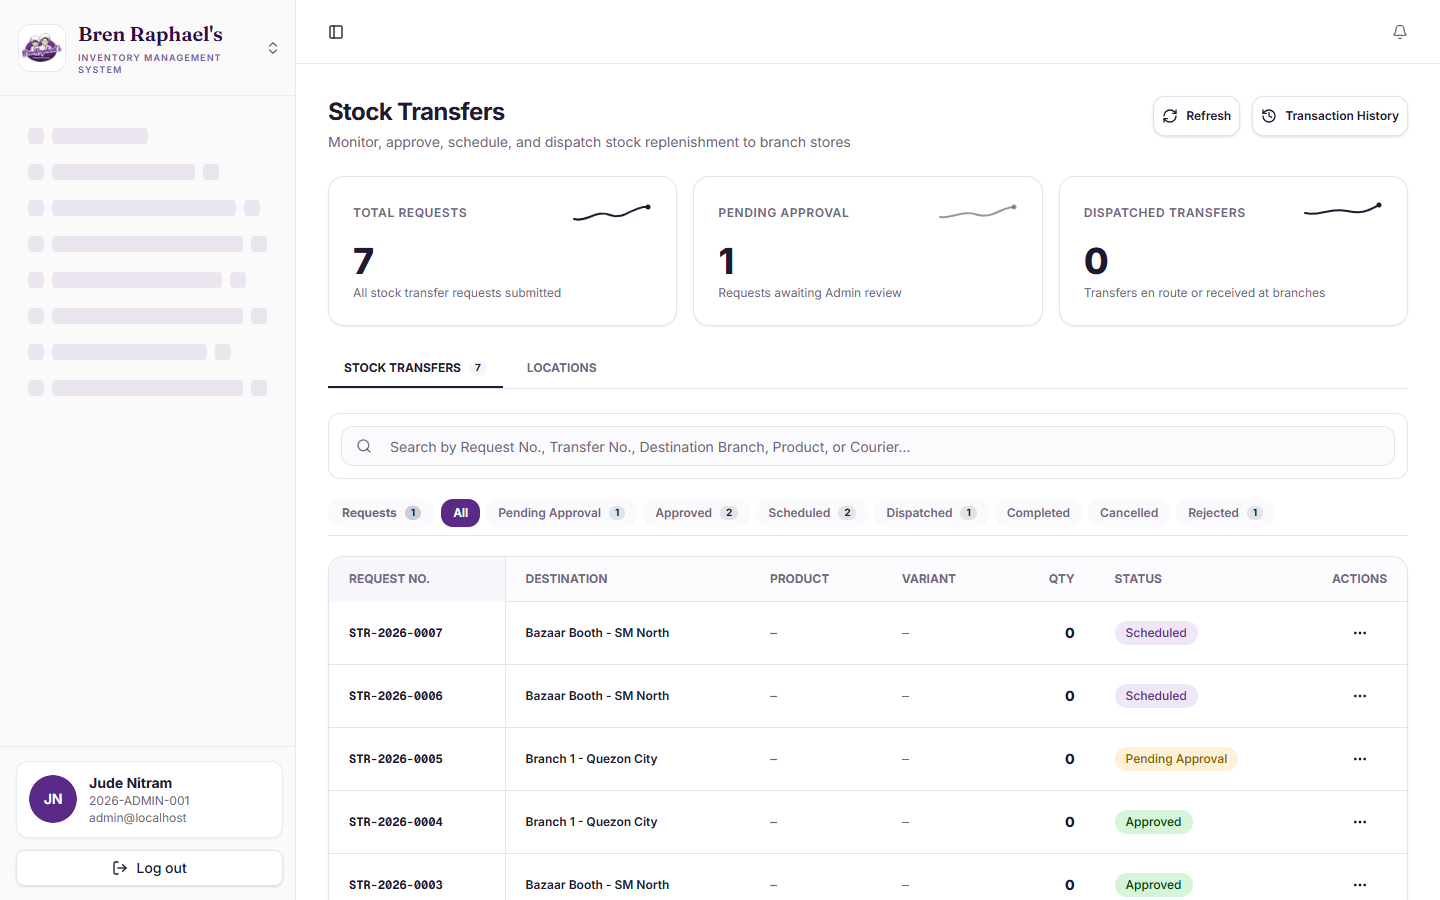 Bren Raphael's
INVENTORY MANAGEMENT
SYSTEM
Stock Transfers
Monitor, approve, schedule, and dispatch stock replenishment to branch stores
Refresh
Transaction History
TOTAL REQUESTS
7
All stock transfer requests submitted
PENDING APPROVAL
1
Requests awaiting Admin review
DISPATCHED TRANSFERS
0
Transfers en route or received at branches
STOCK TRANSFERS 7
LOCATIONS
Search by Request No., Transfer No., Destination Branch, Product, or Courier...
Requests 1 All Pending Approval 1 Approved 2 Scheduled 2 Dispatched 1 Completed Cancelled Rejected 1
REQUEST NO. DESTINATION PRODUCT VARIANT QTY STATUS ACTIONS
STR-2026-0007 Bazaar Booth - SM North – – 0 Scheduled ...
STR-2026-0006 Bazaar Booth - SM North – – 0 Scheduled ...
STR-2026-0005 Branch 1 - Quezon City – – 0 Pending Approval ...
STR-2026-0004 Branch 1 - Quezon City – – 0 Approved ...
STR-2026-0003 Bazaar Booth - SM North – – 0 Approved ...
JN
Jude Nitram
2026-ADMIN-001
admin@localhost
Log out